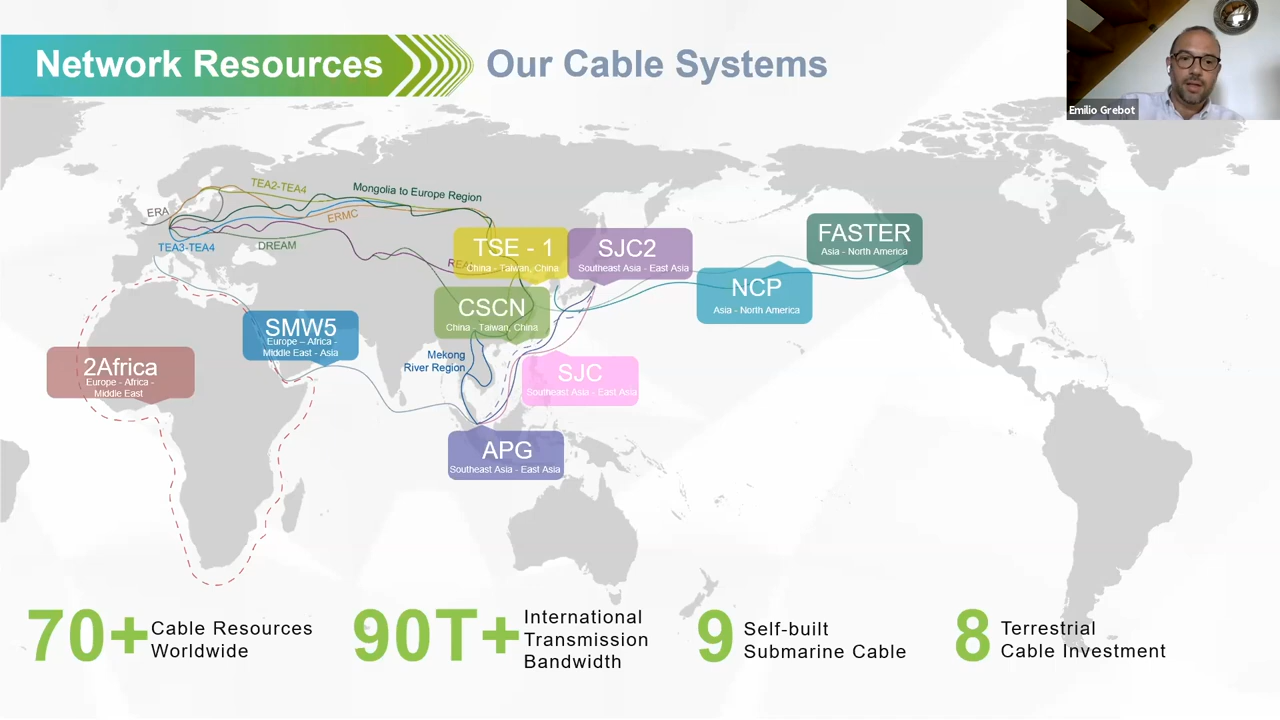 Network Resources
Our Cable Systems
Emilio Grebot
TEA2-TEA4
Mongolia to Europe Region
ERA
ERMC
TEA3-TEA4
DREAM
TSE - 1
China - Taiwan, China
SJC2
Southeast Asia - East Asia
FASTER
Asia - North America
NCP
Asia - North America
CSCN
China - Taiwan, China
SMW5
Europe – Africa -
Middle East - Asia
Mekong
River Region
2Africa
Europe - Africa -
Middle East
SJC
Southeast Asia - East Asia
APG
Southeast Asia - East Asia
70+
Cable Resources
Worldwide
90T+
International
Transmission
Bandwidth
9
Self-built
Submarine Cable
8
Terrestrial
Cable Investment